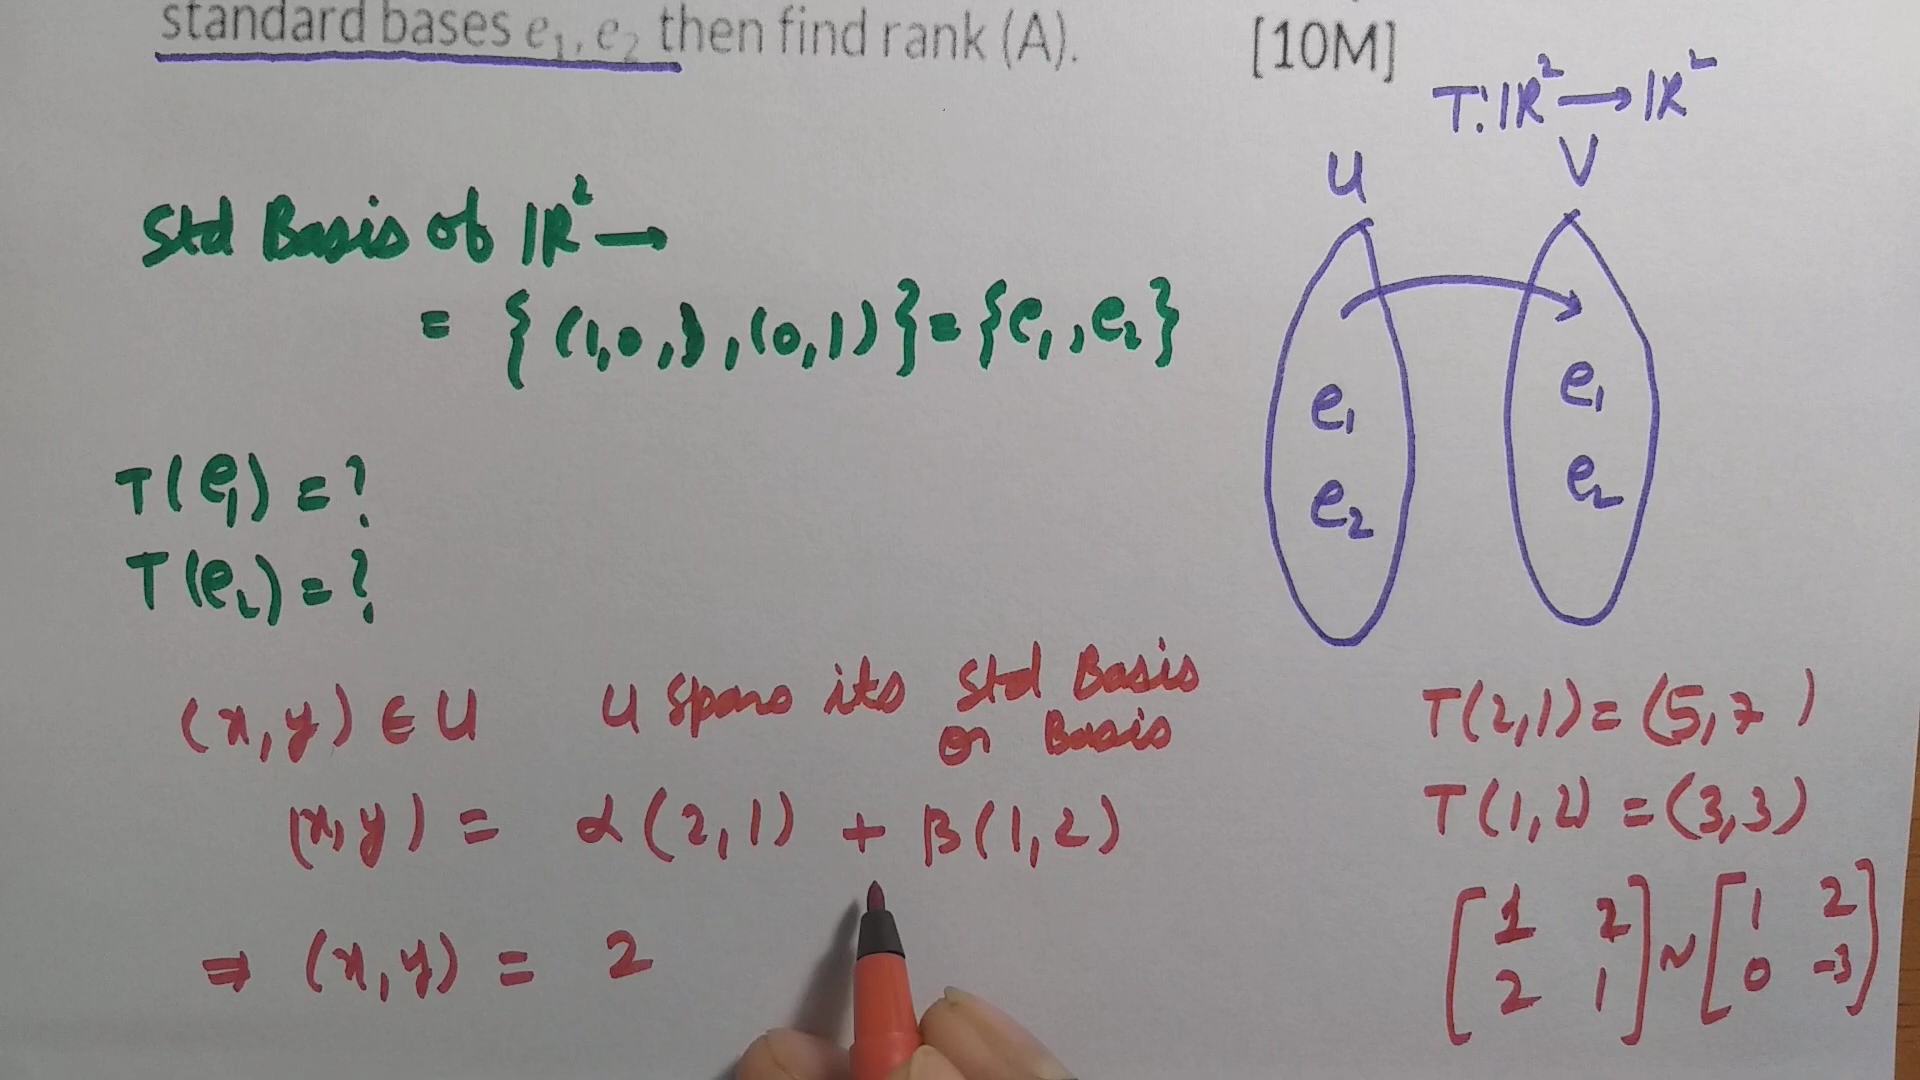 standard bases e₁, e₂ then find rank (A).
[10M]
T: ℝ² → ℝ²
U V
Std Basis of ℝ² →
= {(1,0,), (0,1)} = {e₁, e₂}
e₁ e₁
e₂ e₂
T(e₁) = ?
T(e₂) = ?
(x,y) ∈ U U Spans its Std Basis
or Basis
(x,y) = α(2,1) + β(1,2)
⇒ (x,y) = 2
T(2,1) = (5,7)
T(1,2) = (3,3)
[1 2 ~ [1 2
2 1] 0 -3]